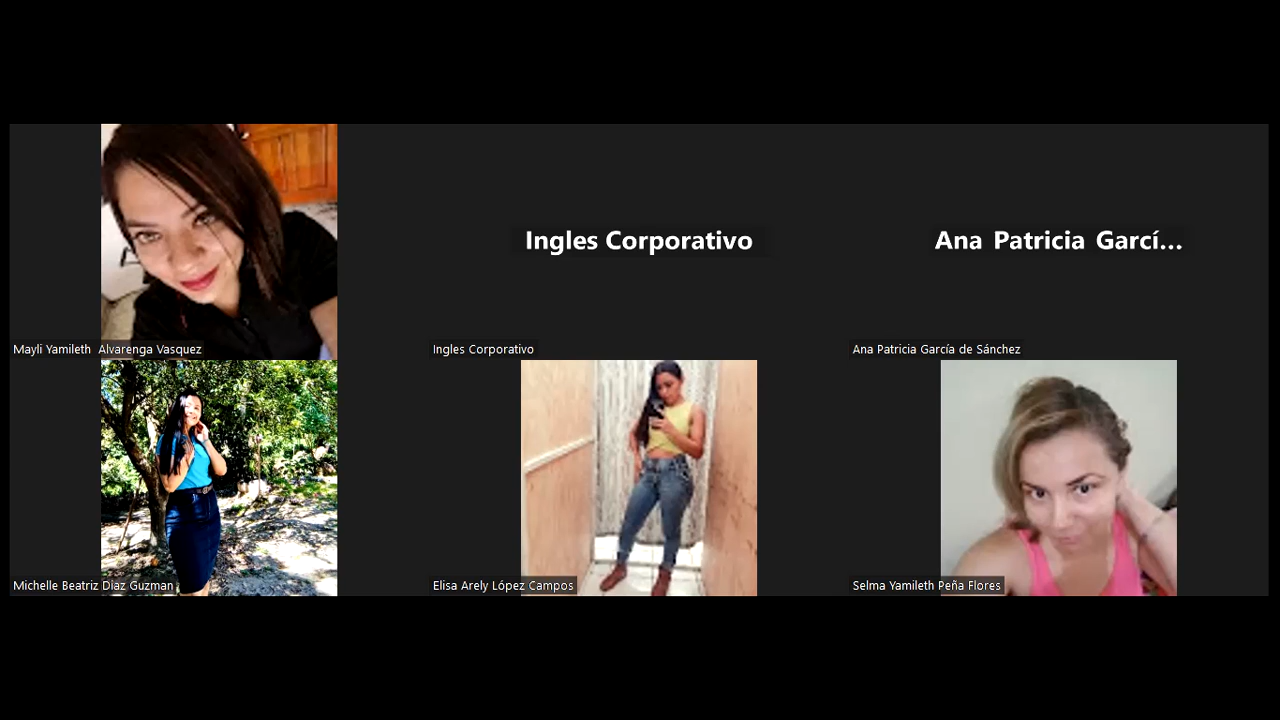 Ingles Corporativo
Ana Patricia Garcí...
Mayli Yamileth Alvarenga Vasquez
Ingles Corporativo
Ana Patricia García de Sánchez
Michelle Beatriz Diaz Guzman
Elisa Arely López Campos
Selma Yamileth Peña Flores